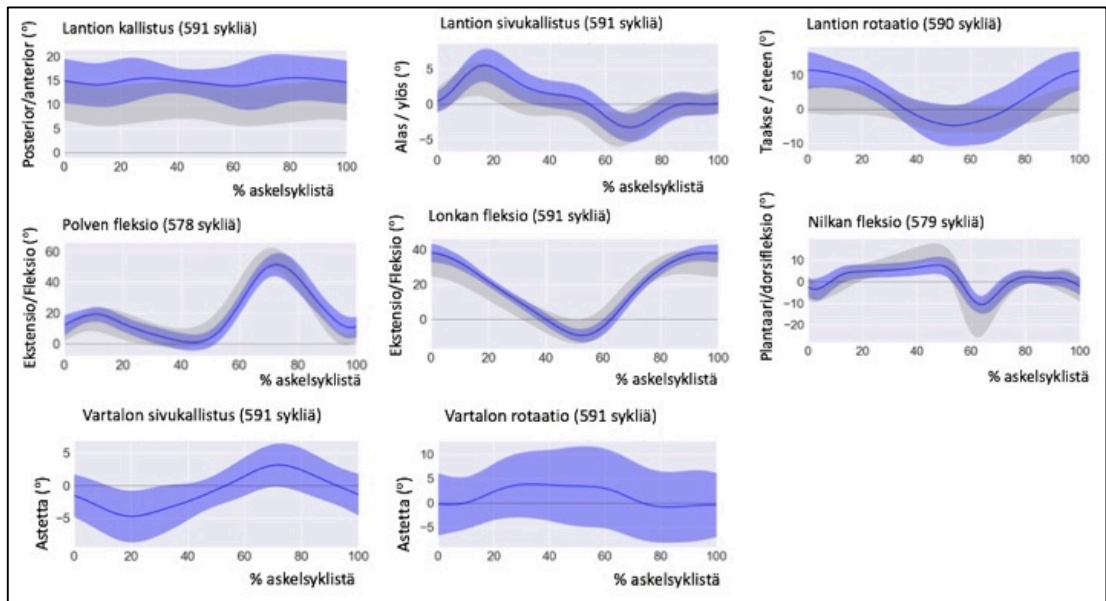 Lantion kallistus (591 sykliä)
Posterior/anterior (°)
20
15
10
5
0
0 20 40 60 80 100
% askelsyklistä
Lantion sivukallistus (591 sykliä)
Alas / ylös (°)
5
0
−5
0 20 40 60 80 100
% askelsyklistä
Lantion rotaatio (590 sykliä)
Taakse / eteen (°)
10
0
−10
0 20 40 60 80 100
% askelsyklistä
Polven fleksio (578 sykliä)
Ekstensio/Fleksio (°)
60
40
20
0
0 20 40 60 80 100
% askelsyklistä
Lonkan fleksio (591 sykliä)
Ekstensio/Fleksio (°)
40
20
0
0 20 40 60 80 100
% askelsyklistä
Nilkan fleksio (579 sykliä)
Plantaari/dorsifleksio (°)
10
0
−10
−20
0 20 40 60 80 100
% askelsyklistä
Vartalon sivukallistus (591 sykliä)
Astetta (°)
5
0
−5
0 20 40 60 80 100
% askelsyklistä
Vartalon rotaatio (591 sykliä)
Astetta (°)
10
5
0
−5
0 20 40 60 80 100
% askelsyklistä